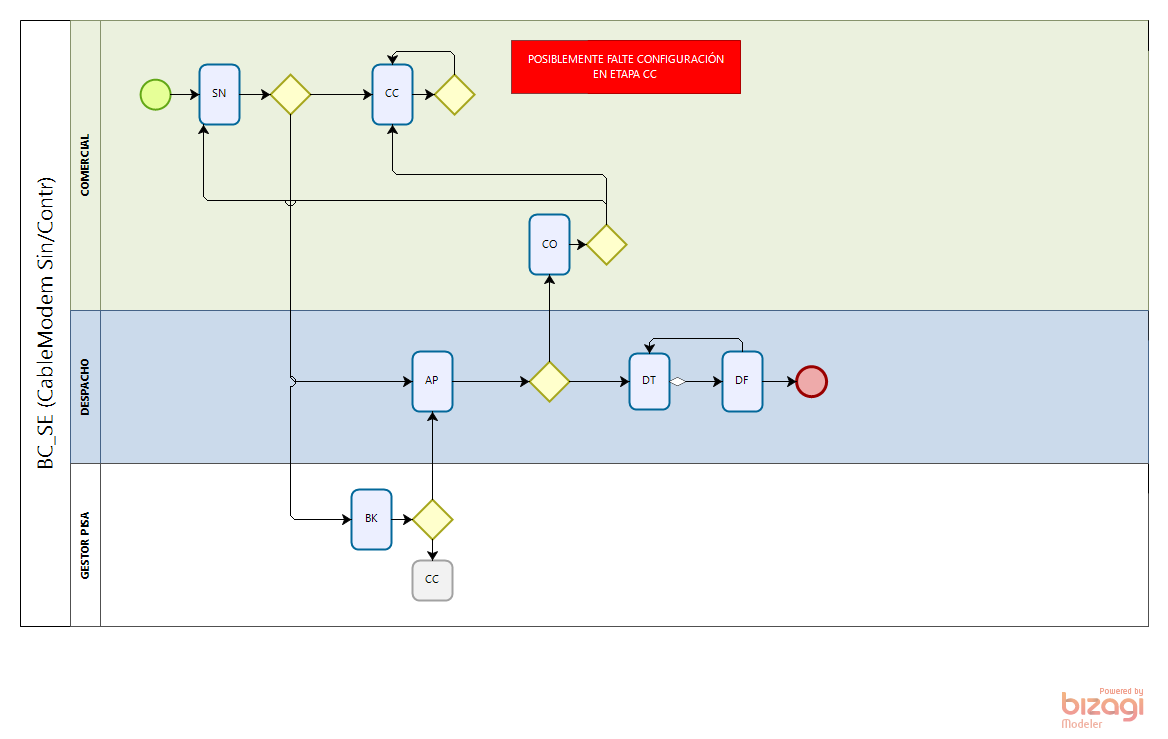 BC_SE (CableModem Sin/Contr)
COMERCIAL
SN
CC
POSIBLEMENTE FALTE CONFIGURACIÓN
EN ETAPA CC
CO
DESPACHO
AP
DT
DF
GESTOR PISA
BK
CC
Powered by
bizagi
Modeler